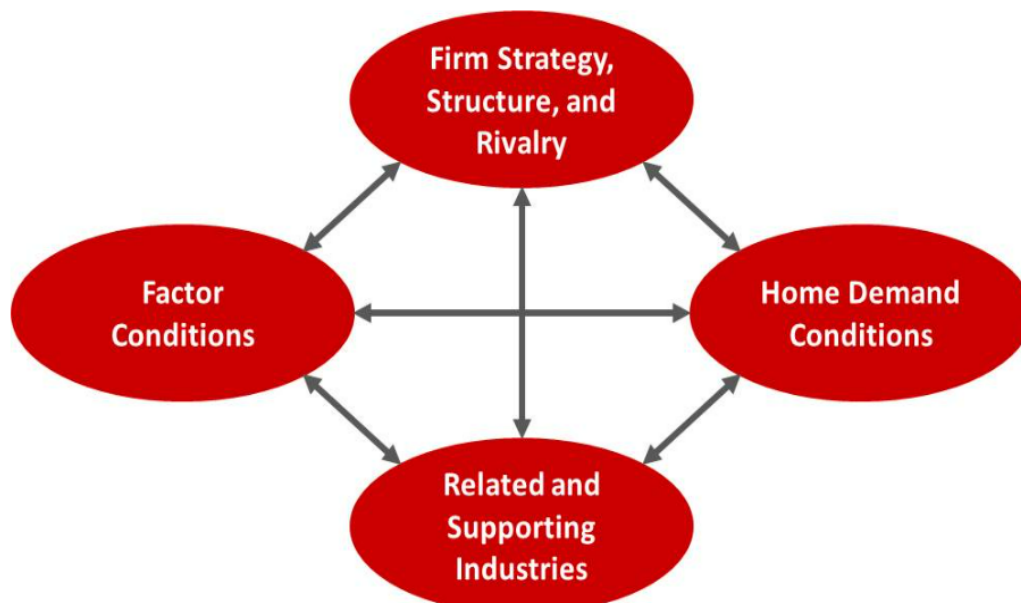 Firm Strategy,
Structure, and
Rivalry
Factor
Conditions
Home Demand
Conditions
Related and
Supporting
Industries